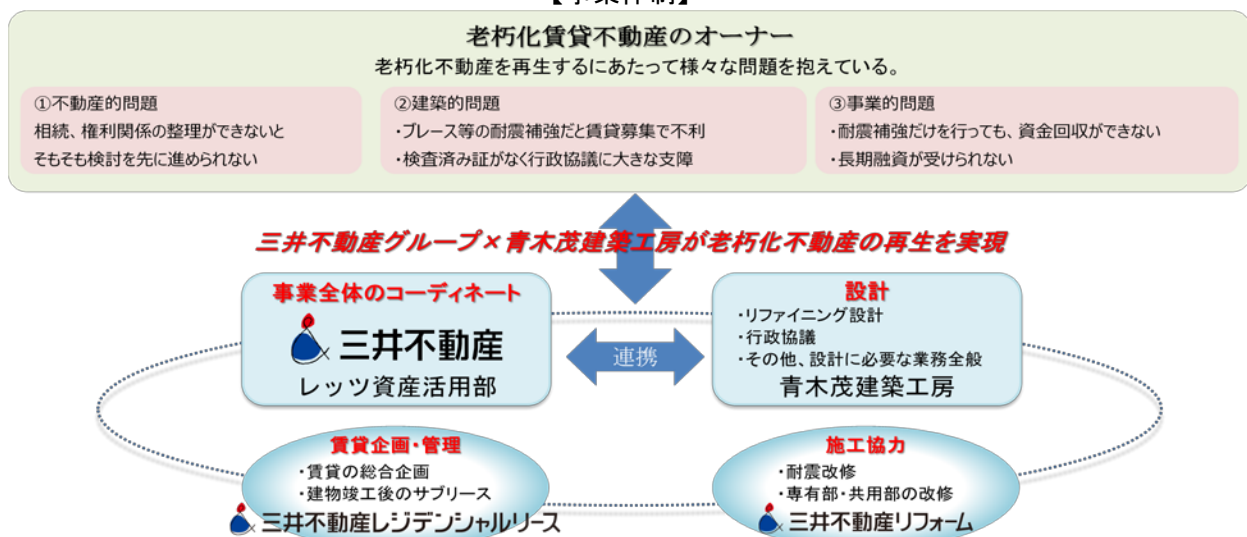 【事業体制】
老朽化賃貸不動産のオーナー
老朽化不動産を再生するにあたって様々な問題を抱えている。
①不動産的問題
相続、権利関係の整理ができないと
そもそも検討を先に進められない
②建築的問題
・ブレース等の耐震補強だと賃貸募集で不利
・検査済み証がなく行政協議に大きな支障
③事業的問題
・耐震補強だけを行っても、資金回収ができない
・長期融資が受けられない
三井不動産グループ×青木茂建築工房が老朽化不動産の再生を実現
事業全体のコーディネート
三井不動産
レッツ資産活用部
連携
設計
・リファイニング設計
・行政協議
・その他、設計に必要な業務全般
青木茂建築工房
賃貸企画・管理
・賃貸の総合企画
・建物竣工後のサブリース
三井不動産レジデンシャルリース
施工協力
・耐震改修
・専有部・共用部の改修
三井不動産リフォーム